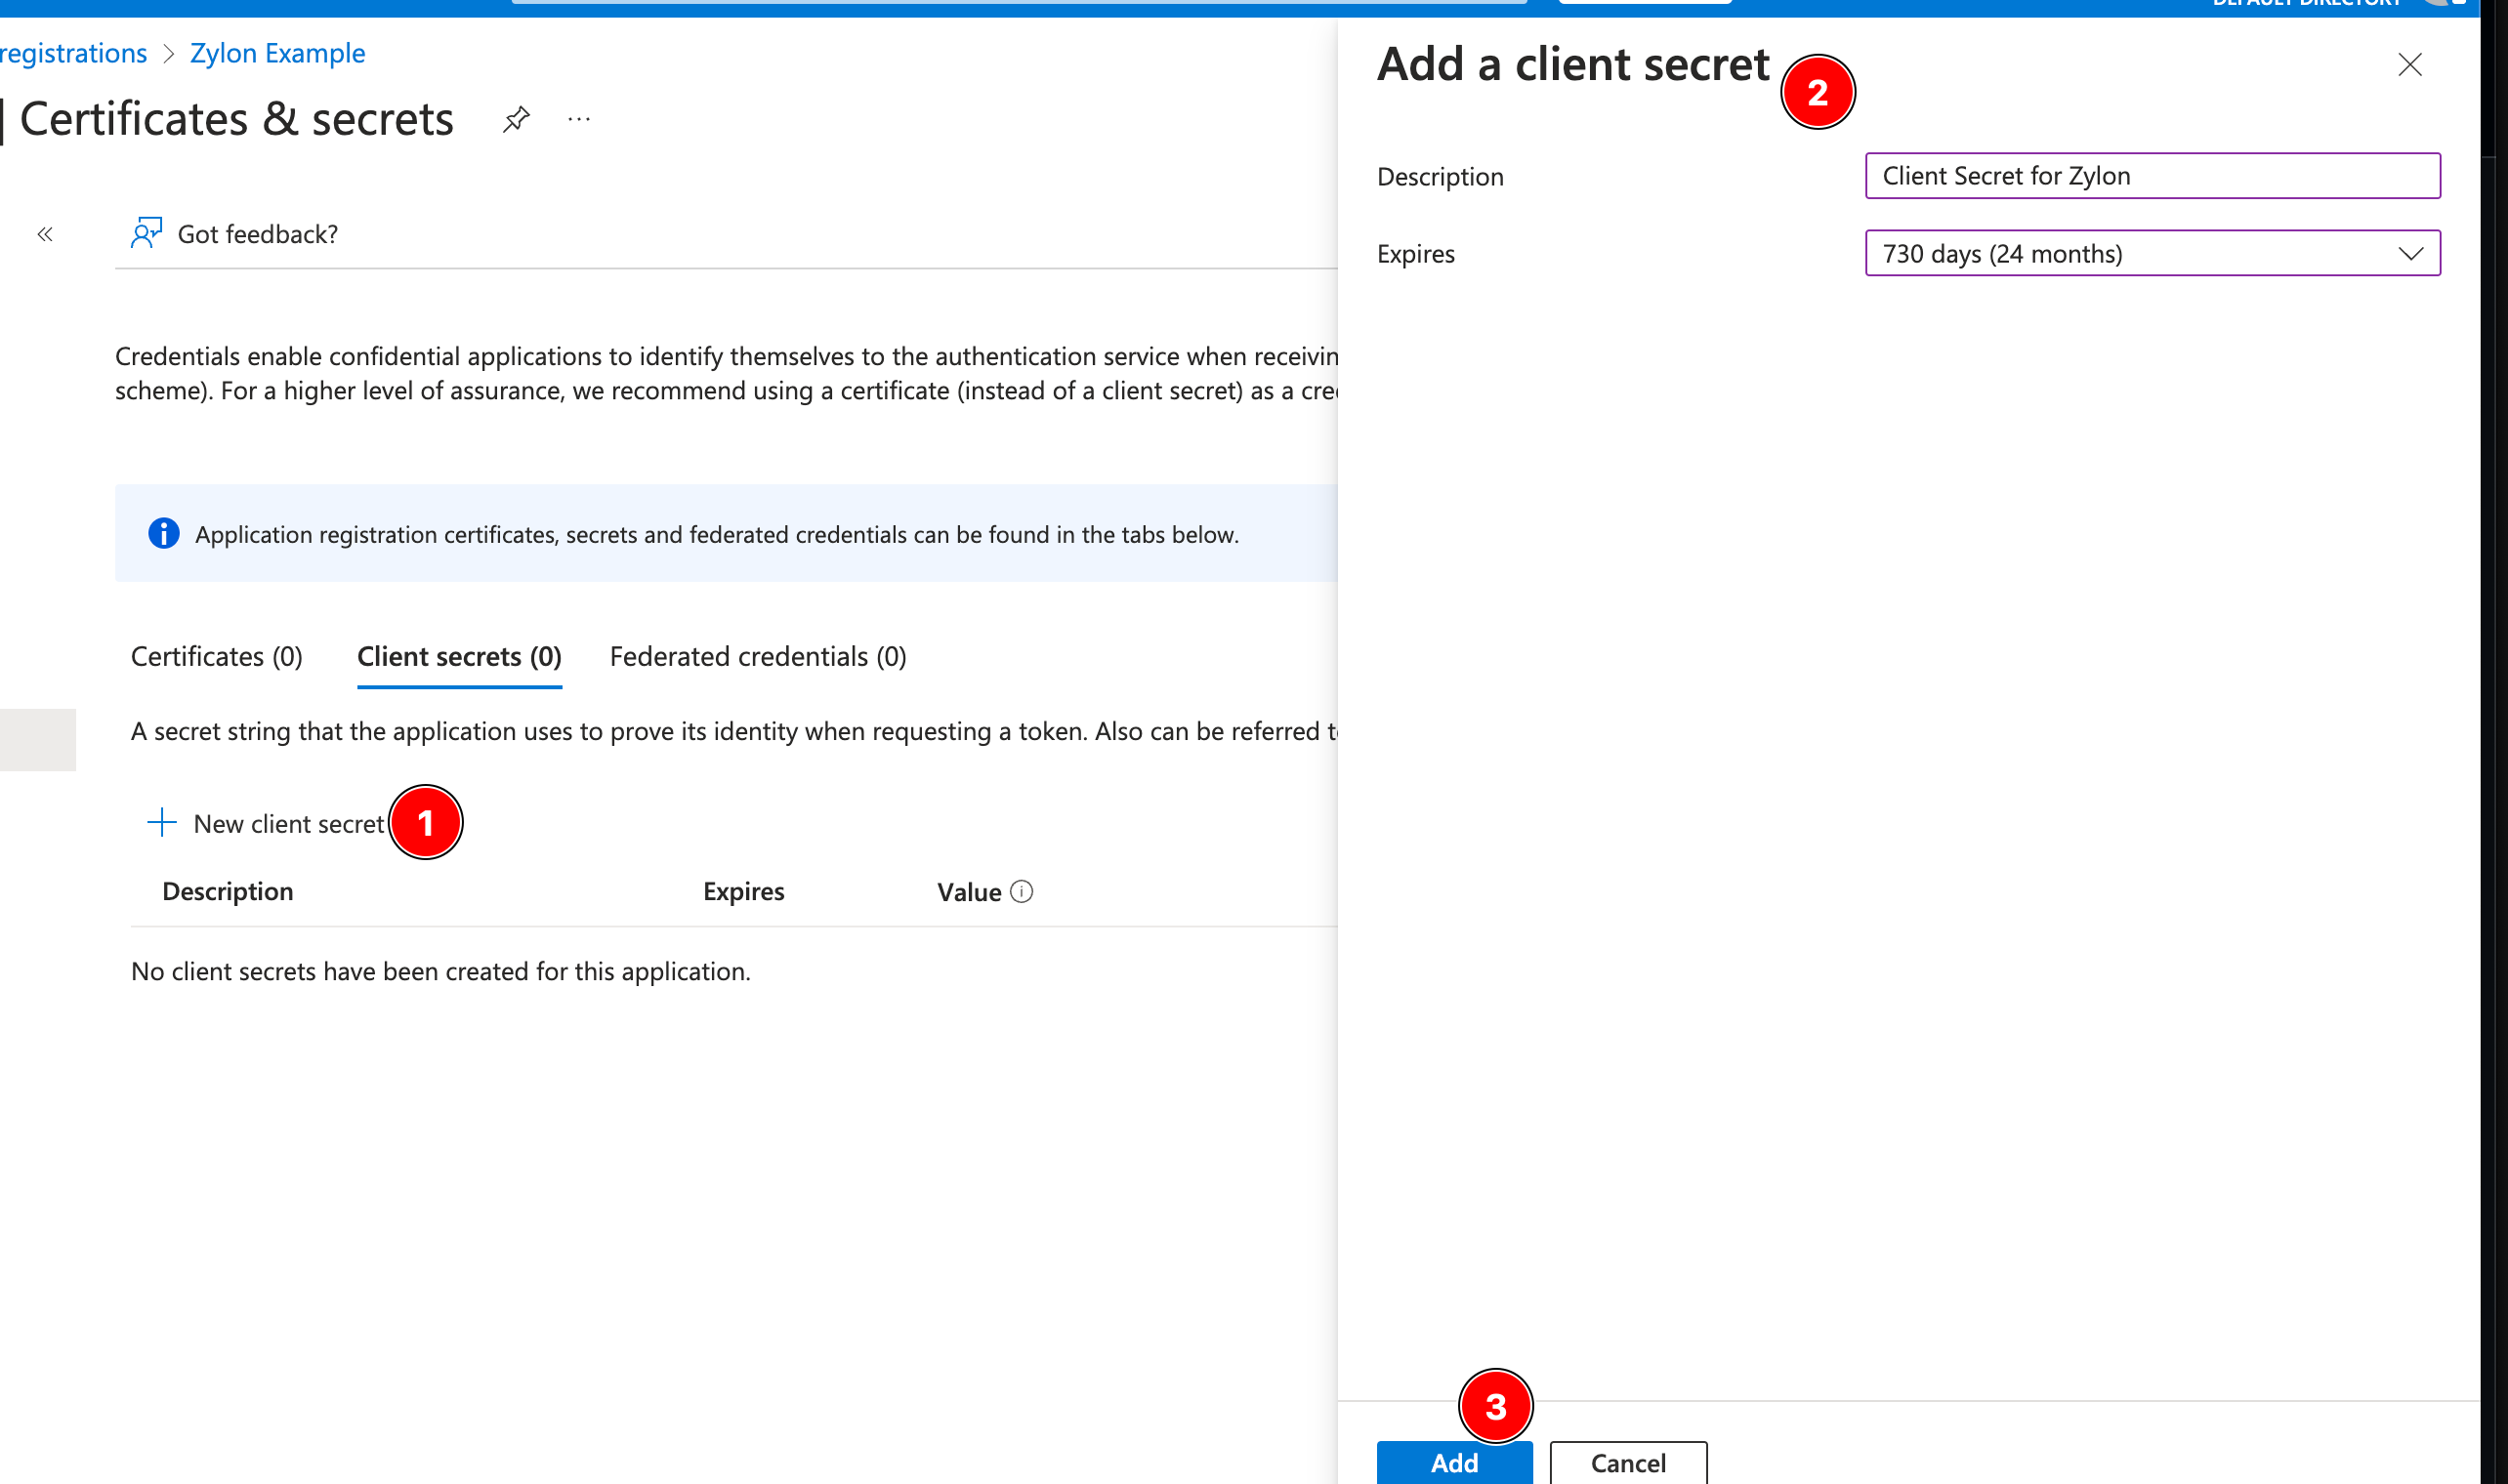 DEFAULT DIRECTORY
registrations > Zylon Example
| Certificates & secrets
Got feedback?
Credentials enable confidential applications to identify themselves to the authentication service when
scheme). For a higher level of assurance, we recommend using a certificate (instead of a client secret) as a
Application registration certificates, secrets and federated credentials can be found in the tabs below.
Certificates (0) Client secrets (0) Federated credentials (0)
A secret string that the application uses to prove its identity when requesting a token. Also can be referred
New client secret 1
Description Expires Value
No client secrets have been created for this application.
Add a client secret 2
Description Client Secret for Zylon
Expires 730 days (24 months)
3
Add Cancel